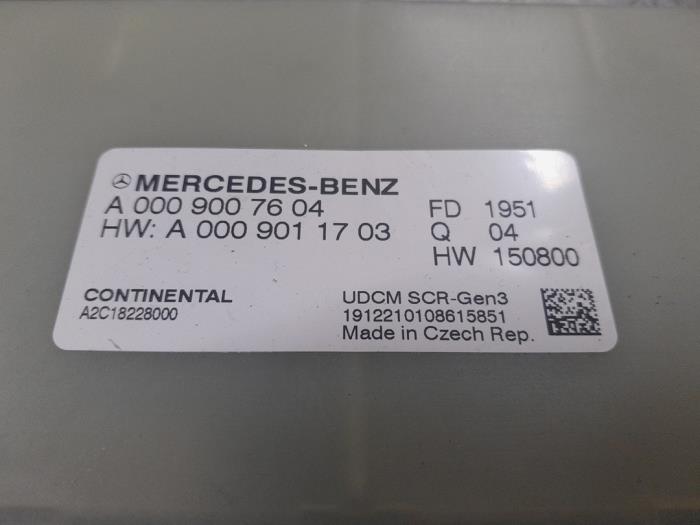 MERCEDES-BENZ
A 000 900 76 04
HW: A 000 901 17 03
FD 1951
Q 04
HW 150800
CONTINENTAL
A2C18228000
UDCM SCR-Gen3
1912210108615851
Made in Czech Rep.